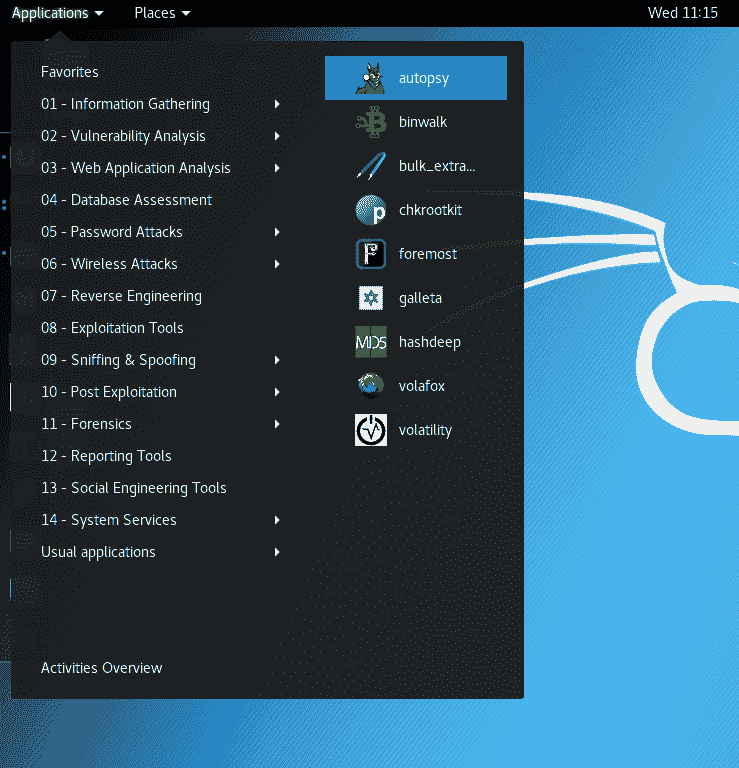 Applications Places Wed 11:15
Favorites
01 - Information Gathering
02 - Vulnerability Analysis
03 - Web Application Analysis
04 - Database Assessment
05 - Password Attacks
06 - Wireless Attacks
07 - Reverse Engineering
08 - Exploitation Tools
09 - Sniffing & Spoofing
10 - Post Exploitation
11 - Forensics
12 - Reporting Tools
13 - Social Engineering Tools
14 - System Services
Usual applications
Activities Overview
autopsy
binwalk
bulk_extra...
p chkrootkit
F foremost
galleta
MD5 hashdeep
volafox
volatility